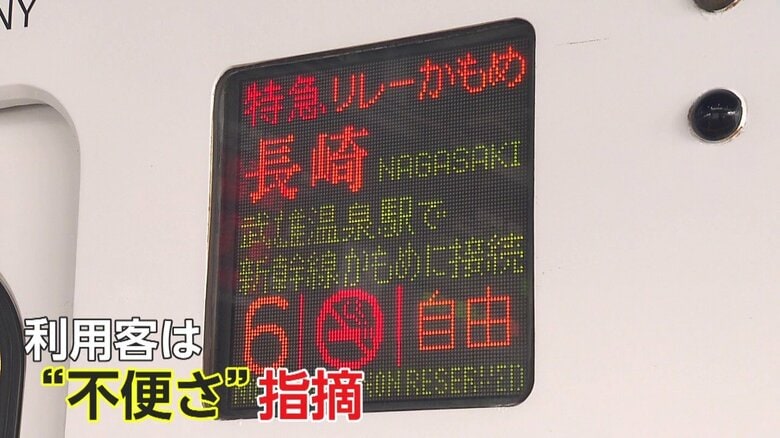 NY
特急リレーかもめ
長崎 NAGASAKI
武雄温泉駅で
新幹線かもめに接続
6 自由
RESERVED
利用客は
“不便さ”指摘